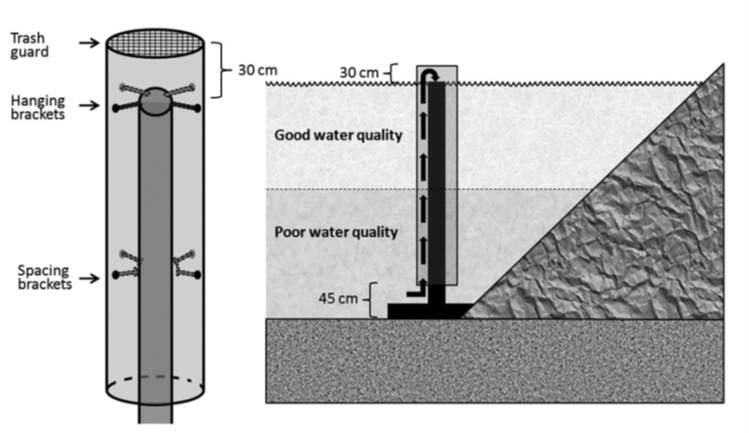 Trash
guard
30 cm
Hanging
brackets
Spacing
brackets
30 cm
Good water quality
Poor water quality
45 cm